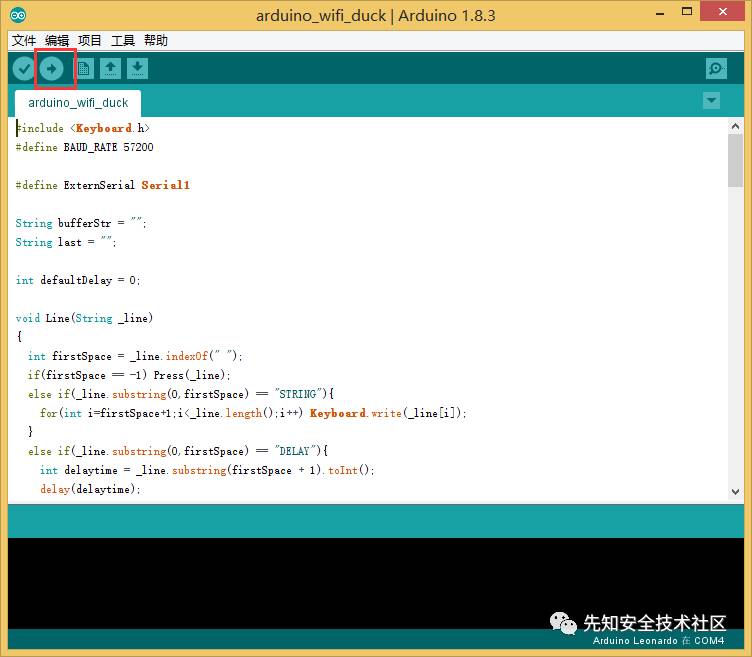 arduino_wifi_duck | Arduino 1.8.3
文件 编辑 项目 工具 帮助
arduino_wifi_duck
#include <Keyboard.h>
#define BAUD_RATE 57200
#define ExternSerial Serial1
String bufferStr = "";
String last = "";
int defaultDelay = 0;
void Line(String _line)
{
int firstSpace = _line.indexOf(" ");
if(firstSpace == -1) Press(_line);
else if(_line.substring(0,firstSpace) == "STRING"){
for(int i=firstSpace+1;i<_line.length();i++) Keyboard.write(_line[i]);
}
else if(_line.substring(0,firstSpace) == "DELAY"){
int delaytime = _line.substring(firstSpace + 1).toInt();
delay(delaytime);
先知安全技术社区
Arduino Leonardo 在 COM4